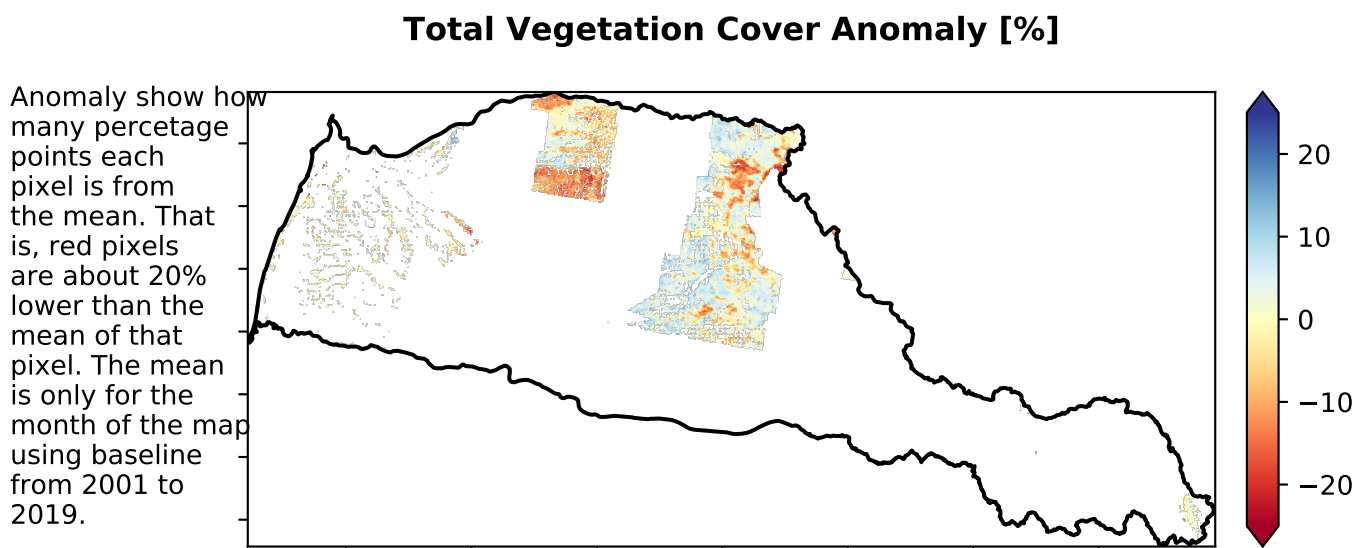 Total Vegetation Cover Anomaly [%]
Anomaly show how
many percetage
points each
pixel is from
the mean. That
is, red pixels
are about 20%
lower than the
mean of that
pixel. The mean
is only for the
month of the map
using baseline
from 2001 to
2019.
20
10
0
−10
−20